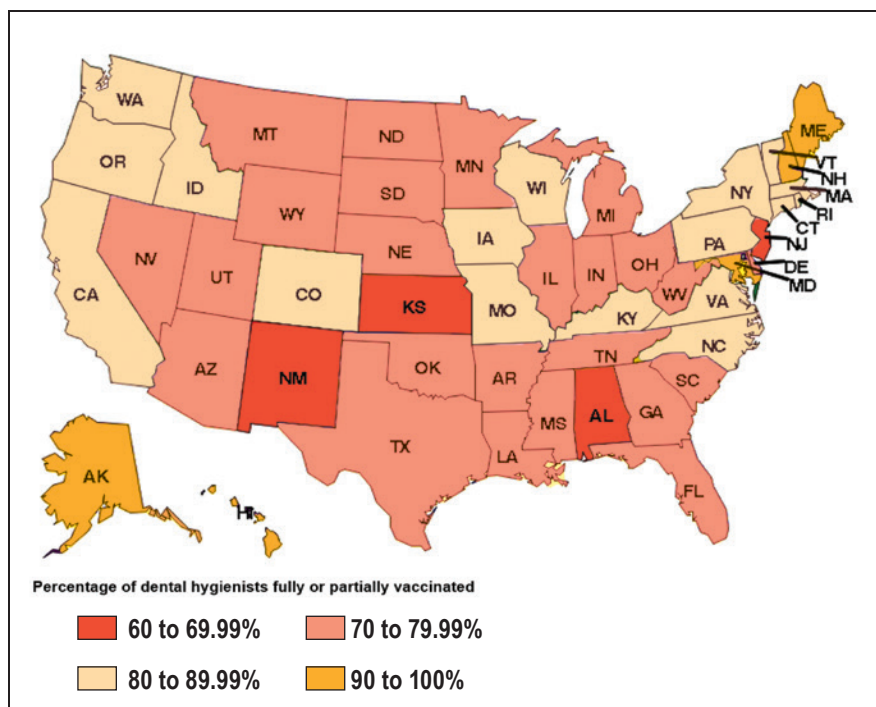 WA
MT
ND
MN
ME
OR
ID
WY
SD
WI
MI
NY
VT
NH
MA
RI
CT
NV
UT
CO
NE
IA
IL
IN
OH
PA
NJ
DE
MD
CA
KS
MO
KY
WV
VA
AZ
NM
OK
AR
TN
NC
TX
LA
MS
AL
GA
SC
FL
AK
HI
Percentage of dental hygienists fully or partially vaccinated
60 to 69.99%
70 to 79.99%
80 to 89.99%
90 to 100%